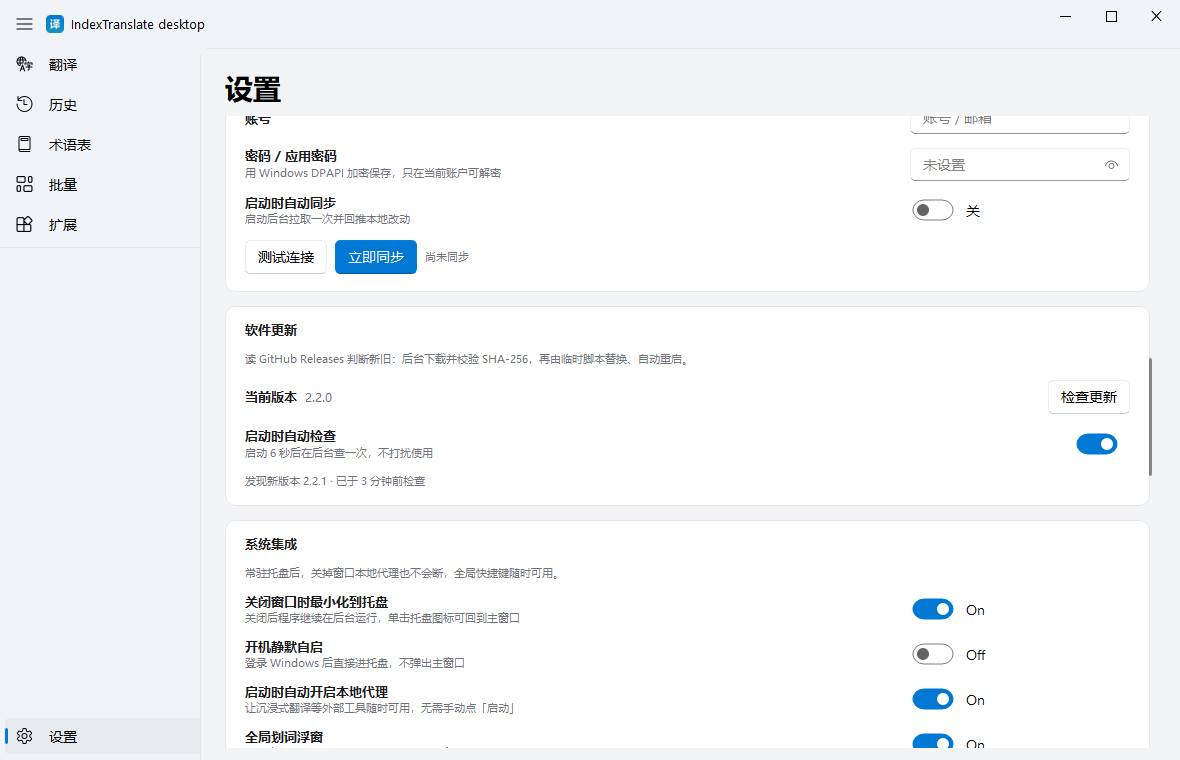 译 IndexTranslate desktop
翻译
历史
术语表
批量
扩展
设置
设置
账号
账号 / 邮箱
密码 / 应用密码
用 Windows DPAPI 加密保存，只在当前账户可解密
未设置
启动时自动同步
启动后台拉取一次并回推本地改动
关
测试连接
立即同步
尚未同步
软件更新
读 GitHub Releases 判断新旧：后台下载并校验 SHA-256，再由临时脚本替换、自动重启。
当前版本 2.2.0
检查更新
启动时自动检查
启动 6 秒后在后台查一次，不打扰使用
发现新版本 2.2.1 · 已于 3 分钟前检查
系统集成
常驻托盘后，关掉窗口本地代理也不会断，全局快捷键随时可用。
关闭窗口时最小化到托盘
关闭后程序继续在后台运行，单击托盘图标可回到主窗口
On
开机静默自启
登录 Windows 后直接进托盘，不弹出主窗口
Off
启动时自动开启本地代理
让沉浸式翻译等外部工具随时可用，无需手动点「启动」
On
全局划词浮窗
On